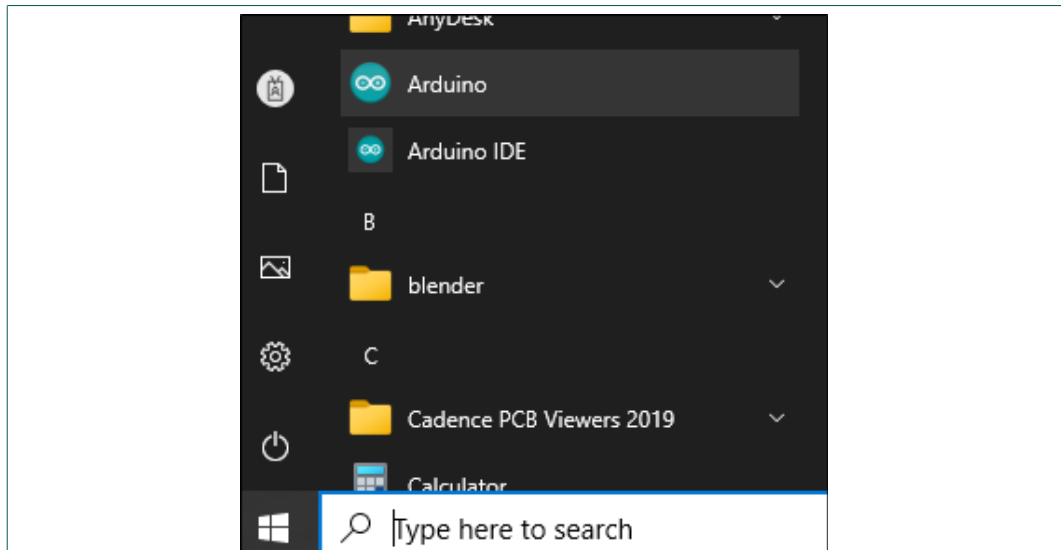 AnyDesk
Arduino
Arduino IDE
B
blender
C
Cadence PCB Viewers 2019
Calculator
Type here to search